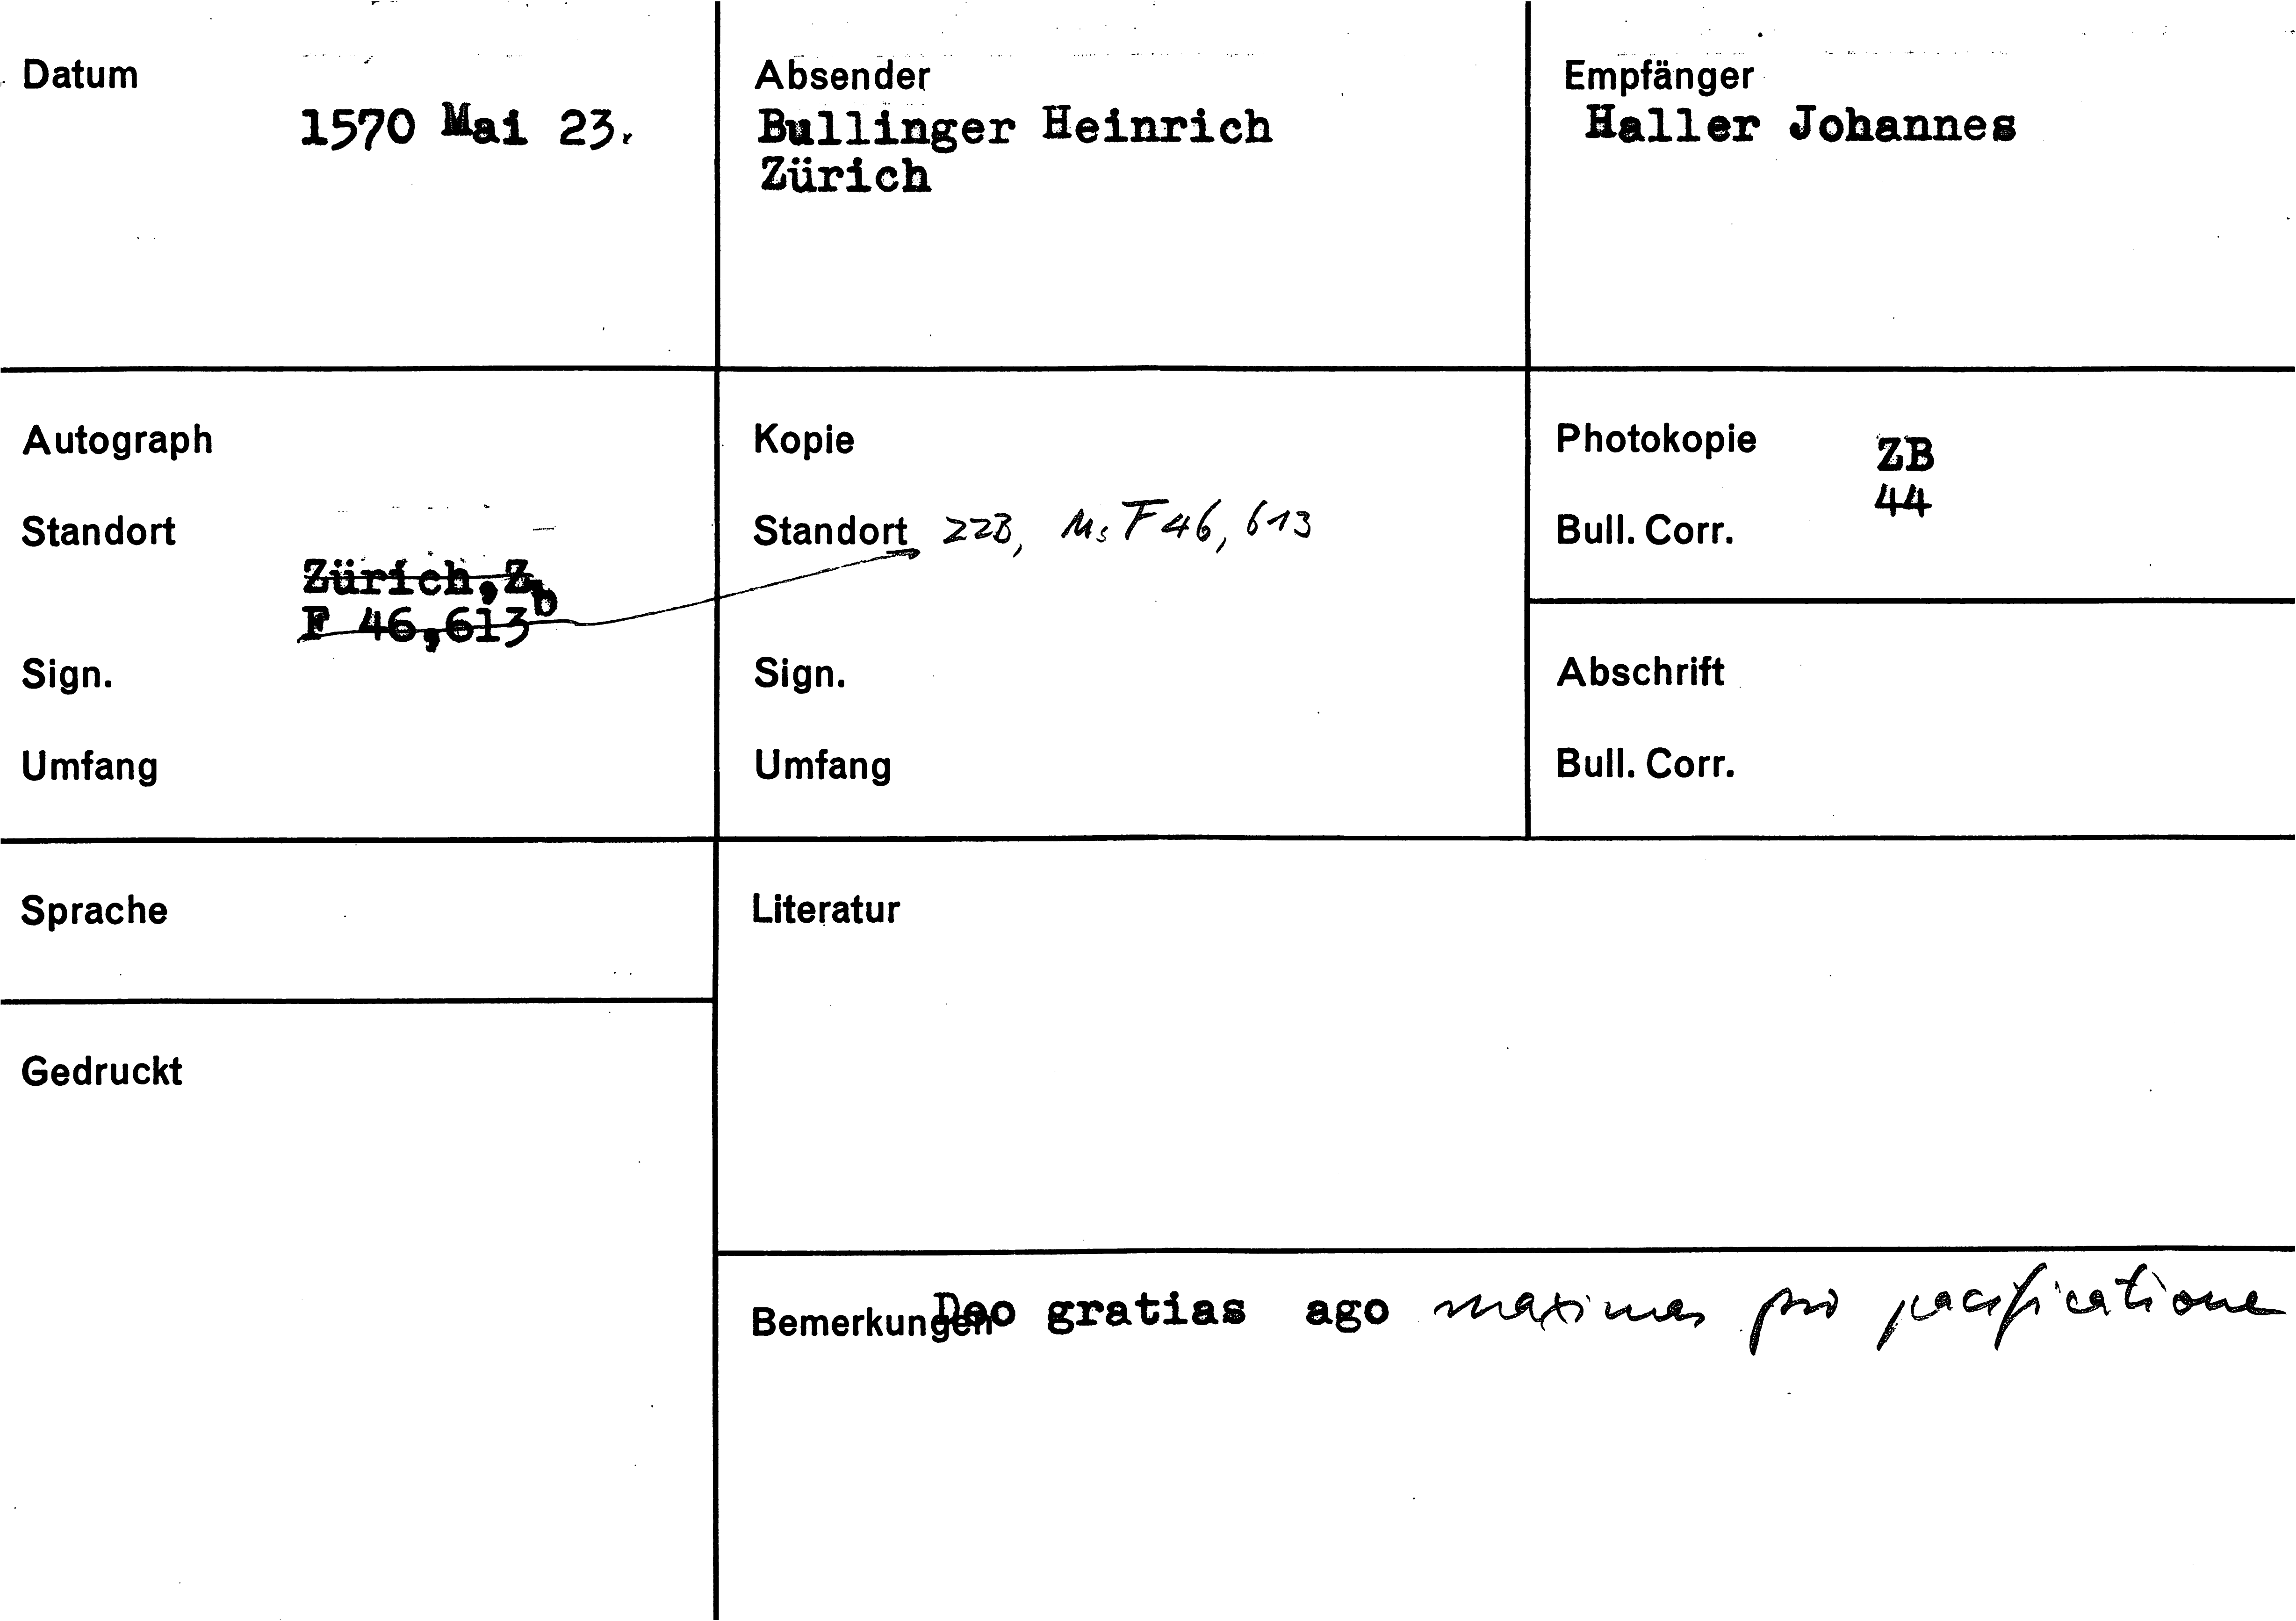 Datum
1570 Mai 23.
Absender
Bullinger Heinrich
Zürich
Empfänger
Haller Johannes
Autograph
Standort
Zürich, Zb
F 46,613
Sign.
Umfang
Kopie
Standort ZZB, Ms F 46, 613
Sign.
Umfang
Photokopie ZB
44
Bull. Corr.
Abschrift
Bull. Corr.
Sprache
Literatur
Gedruckt
Bemerkungen Deo gratias ago maximas pro pacificatione